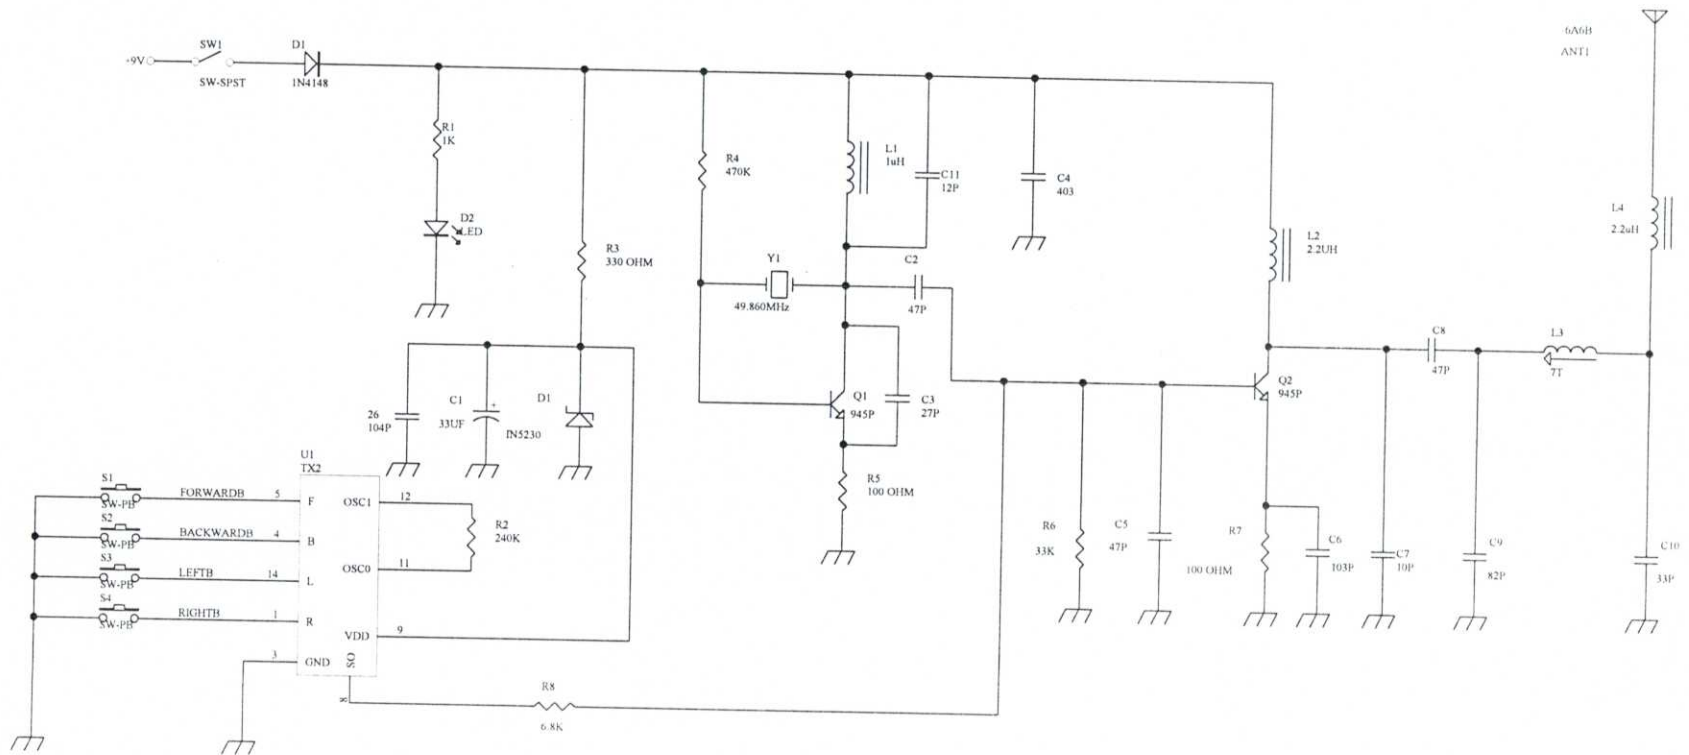 -9V
SW1
SW-SPST
D1
1N4148
6A6B
ANT1
R1
1K
D2
LED
R3
330 OHM
R4
470K
L1
1uH
C11
12P
C4
403
L2
2.2UH
L4
2.2uH
Y1
49.860MHz
C2
47P
C8
47P
L3
7T
26
104P
C1
+
33UF
D1
IN5230
Q1
945P
C3
27P
Q2
945P
R5
100 OHM
U1
TX2
S1
SW-PB
FORWARDB
5
F
OSC1
12
S2
SW-PB
BACKWARDB
4
B
R2
240K
S3
SW-PB
LEFTB
14
L
OSC0
11
S4
SW-PB
RIGHTB
1
R
VDD
9
3
GND
SO
8
R8
6.8K
R6
33K
C5
47P
R7
100 OHM
C6
103P
C7
10P
C9
82P
C10
33P